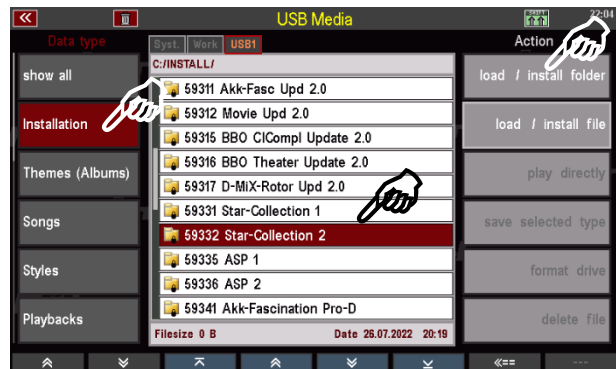 USB Media
SHIFT
22:04
Data type
Syst. Work USB1
Action
C:/INSTALL/
show all
Installation
Themes (Albums)
Songs
Styles
Playbacks
59311 Akk-Fasc Upd 2.0
59312 Movie Upd 2.0
59315 BBO ClCompl Update 2.0
59316 BBO Theater Update 2.0
59317 D-MiX-Rotor Upd 2.0
59331 Star-Collection 1
59332 Star-Collection 2
59335 ASP 1
59336 ASP 2
59341 Akk-Fascination Pro-D
Filesize 0 B Date 26.07.2022 20:19
load / install folder
load / install file
play directly
save selected type
format drive
delete file
«==
---